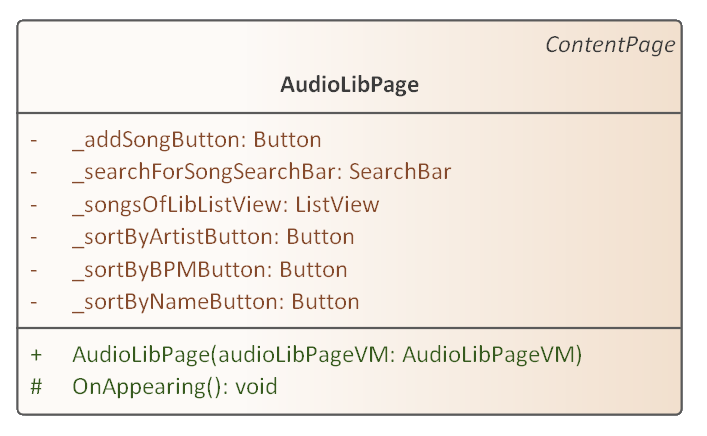 ContentPage
AudioLibPage
- _addSongButton: Button
- _searchForSongSearchBar: SearchBar
- _songsOfLibListView: ListView
- _sortByArtistButton: Button
- _sortByBPMButton: Button
- _sortByNameButton: Button
+ AudioLibPage(audioLibPageVM: AudioLibPageVM)
# OnAppearing(): void